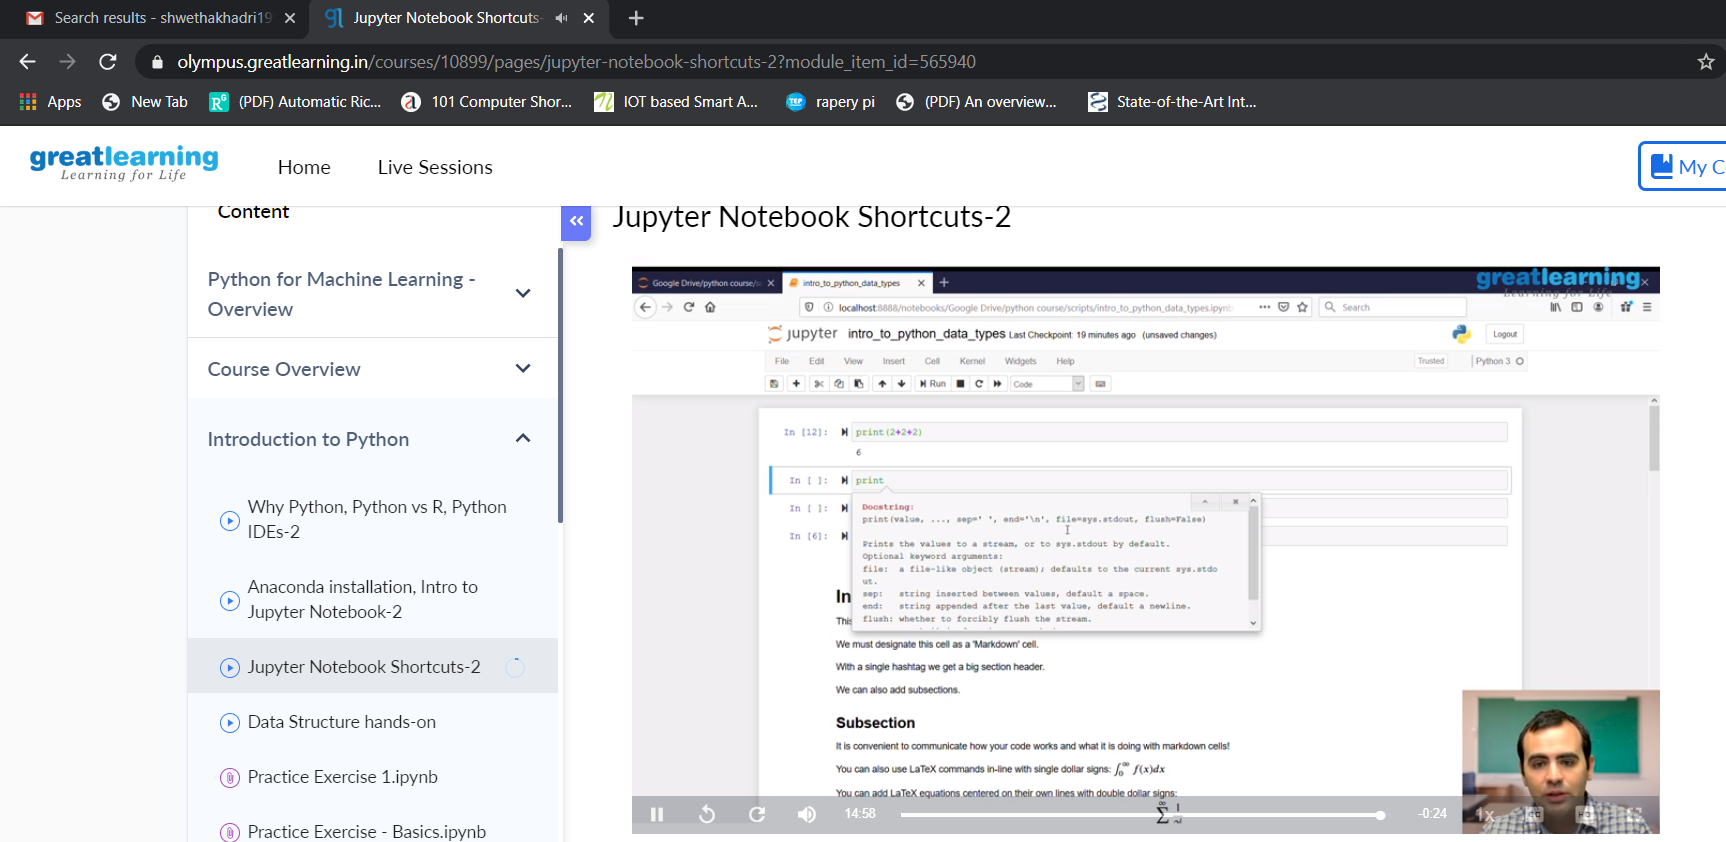 Search results - shwethakhadri19
Jupyter Notebook Shortcuts-
olympus.greatlearning.in/courses/10899/pages/jupyter-notebook-shortcuts-2?module_item_id=565940
Apps
New Tab
(PDF) Automatic Ric...
101 Computer Shor...
IOT based Smart A...
rapery pi
(PDF) An overview...
State-of-the-Art Int...
greatlearning
Learning for Life
Home
Live Sessions
My C
Content
Python for Machine Learning -
Overview
Course Overview
Introduction to Python
Why Python, Python vs R, Python
IDEs-2
Anaconda installation, Intro to
Jupyter Notebook-2
Jupyter Notebook Shortcuts-2
Data Structure hands-on
Practice Exercise 1.ipynb
Practice Exercise - Basics.ipynb
Jupyter Notebook Shortcuts-2
Google Drive/python course/s
intro_to_python_data_types
greatlearning
Learning for Life
localhost:8888/notebooks/Google Drive/python course/scripts/intro_to_python_data_types.ipynb
Search
jupyter intro_to_python_data_types Last Checkpoint: 19 minutes ago (unsaved changes)
Logout
File Edit View Insert Cell Kernel Widgets Help
Trusted
Python 3
Run
Code
In [12]: print(2+2+2)
6
In [ ]: print
In [ ]:
In [6]:
Docstring:
print(value, ..., sep=' ', end='\n', file=sys.stdout, flush=False)
Prints the values to a stream, or to sys.stdout by default.
Optional keyword arguments:
file: a file-like object (stream); defaults to the current sys.stdo
ut.
sep: string inserted between values, default a space.
end: string appended after the last value, default a newline.
flush: whether to forcibly flush the stream.
In
This
We must designate this cell as a 'Markdown' cell.
With a single hashtag we get a big section header.
We can also add subsections.
Subsection
It is convenient to communicate how your code works and what it is doing with markdown cells!
You can also use LaTeX commands in-line with single dollar signs: ∫₀^∞ f(x)dx
You can add LaTeX equations centered on their own lines with double dollar signs:
14:58
-0:24
1x
CC
HD